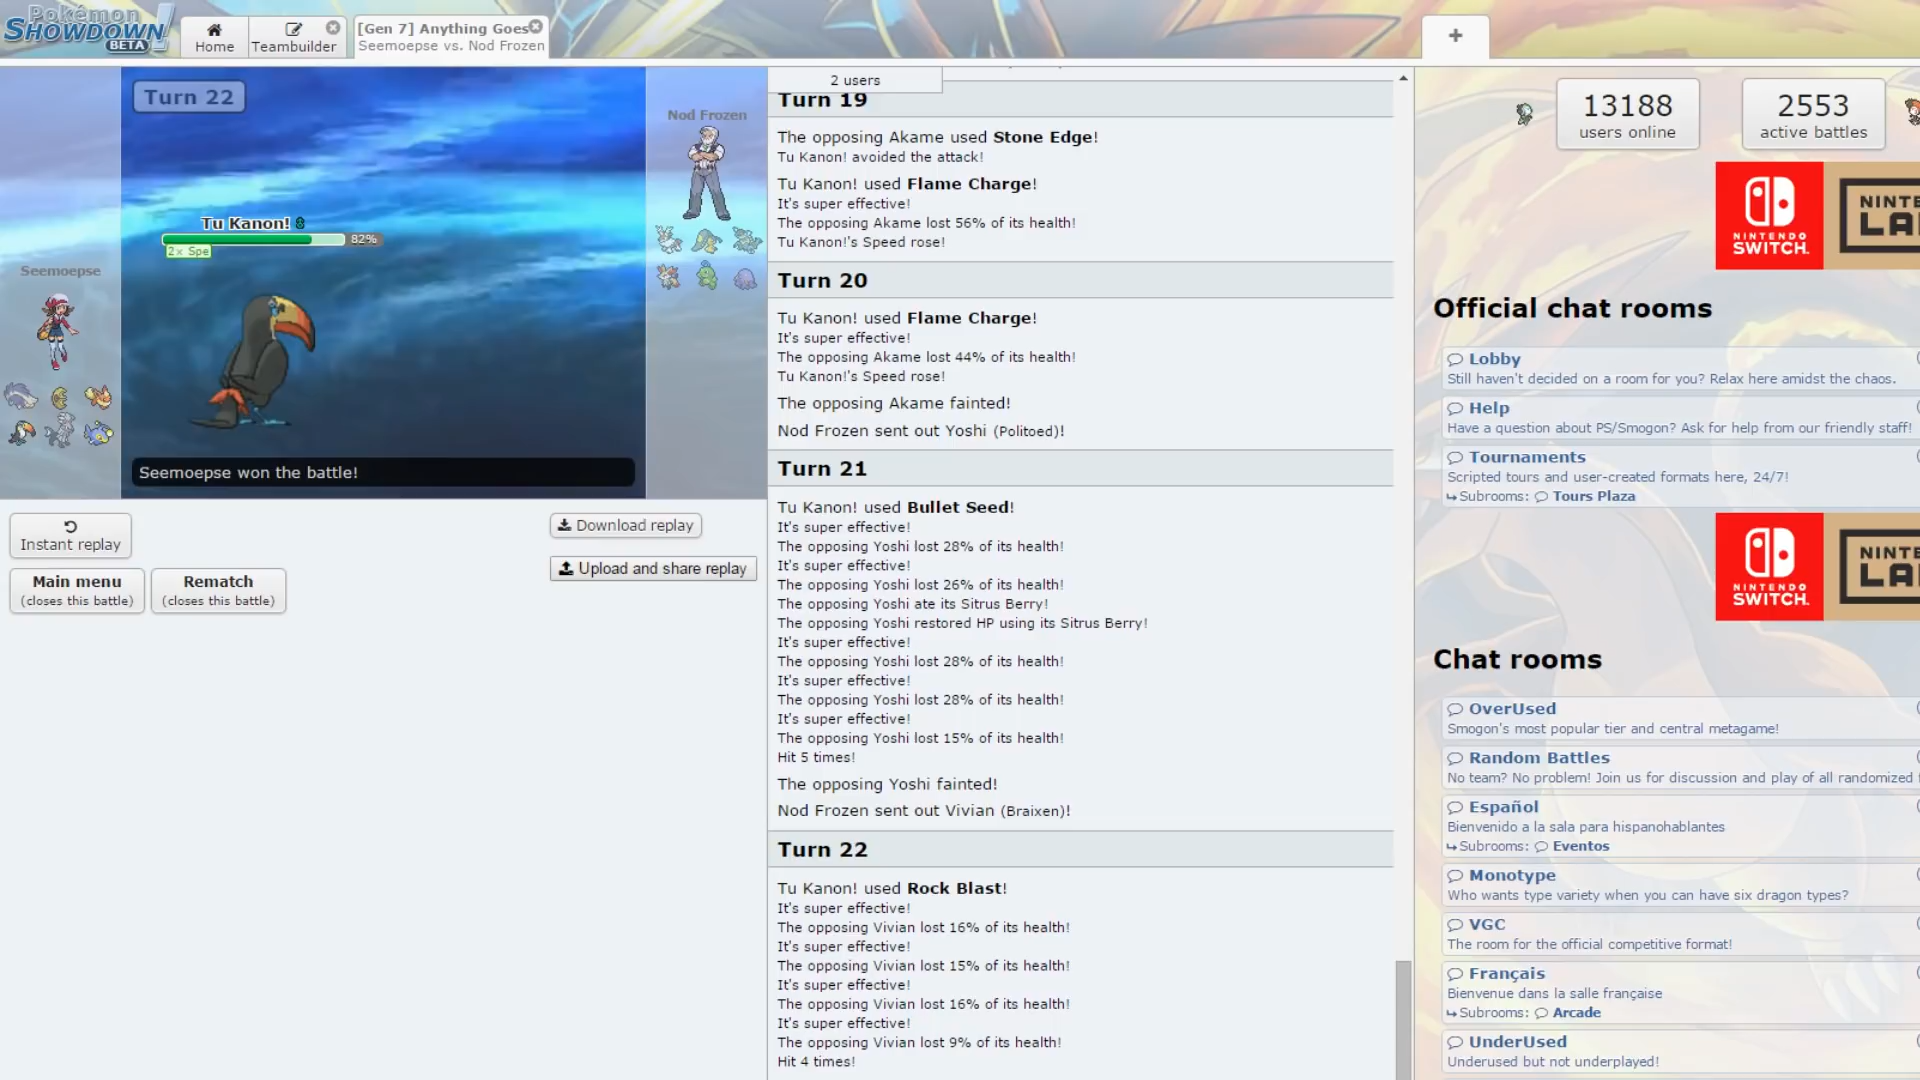 Pokémon
SHOWDOWN!
BETA
Home
Teambuilder
[Gen 7] Anything Goes
Seemoepse vs. Nod Frozen
+
Turn 22
Nod Frozen
Tu Kanon!
82%
2× Spe
Seemoepse
Seemoepse won the battle!
Instant replay
Download replay
Upload and share replay
Main menu
(closes this battle)
Rematch
(closes this battle)
2 users
Turn 19
The opposing Akame used Stone Edge!
Tu Kanon! avoided the attack!
Tu Kanon! used Flame Charge!
It's super effective!
The opposing Akame lost 56% of its health!
Tu Kanon!'s Speed rose!
Turn 20
Tu Kanon! used Flame Charge!
It's super effective!
The opposing Akame lost 44% of its health!
Tu Kanon!'s Speed rose!
The opposing Akame fainted!
Nod Frozen sent out Yoshi (Politoed)!
Turn 21
Tu Kanon! used Bullet Seed!
It's super effective!
The opposing Yoshi lost 28% of its health!
It's super effective!
The opposing Yoshi lost 26% of its health!
The opposing Yoshi ate its Sitrus Berry!
The opposing Yoshi restored HP using its Sitrus Berry!
It's super effective!
The opposing Yoshi lost 28% of its health!
It's super effective!
The opposing Yoshi lost 28% of its health!
It's super effective!
The opposing Yoshi lost 15% of its health!
Hit 5 times!
The opposing Yoshi fainted!
Nod Frozen sent out Vivian (Braixen)!
Turn 22
Tu Kanon! used Rock Blast!
It's super effective!
The opposing Vivian lost 16% of its health!
It's super effective!
The opposing Vivian lost 15% of its health!
It's super effective!
The opposing Vivian lost 16% of its health!
It's super effective!
The opposing Vivian lost 9% of its health!
Hit 4 times!
13188
users online
2553
active battles
NINTENDO
SWITCH.
NINTE
LA
Official chat rooms
Lobby
Still haven't decided on a room for you? Relax here amidst the chaos.
Help
Have a question about PS/Smogon? Ask for help from our friendly staff!
Tournaments
Scripted tours and user-created formats here, 24/7!
↳Subrooms: Tours Plaza
NINTENDO
SWITCH.
NINTE
LA
Chat rooms
OverUsed
Smogon's most popular tier and central metagame!
Random Battles
No team? No problem! Join us for discussion and play of all randomized
Español
Bienvenido a la sala para hispanohablantes
↳Subrooms: Eventos
Monotype
Who wants type variety when you can have six dragon types?
VGC
The room for the official competitive format!
Français
Bienvenue dans la salle française
↳Subrooms: Arcade
UnderUsed
Underused but not underplayed!